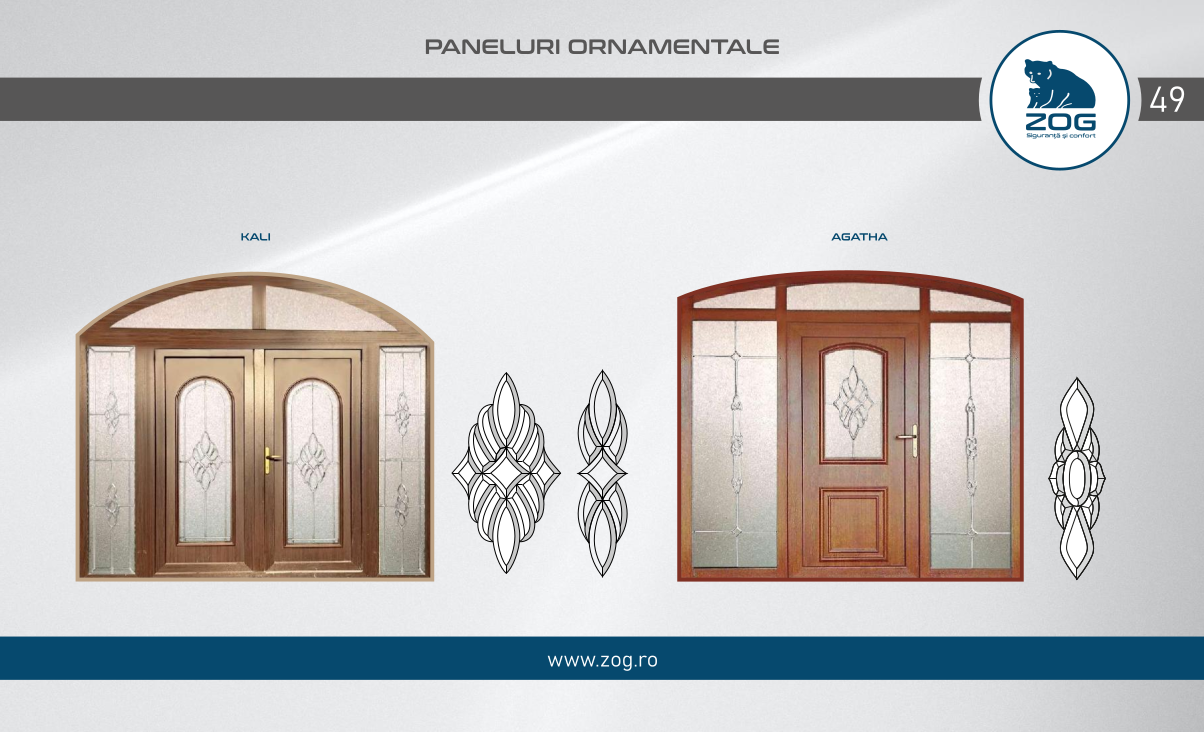 PANELURI ORNAMENTALE
ZOG
Siguranță și confort
49
KALI
AGATHA
www.zog.ro